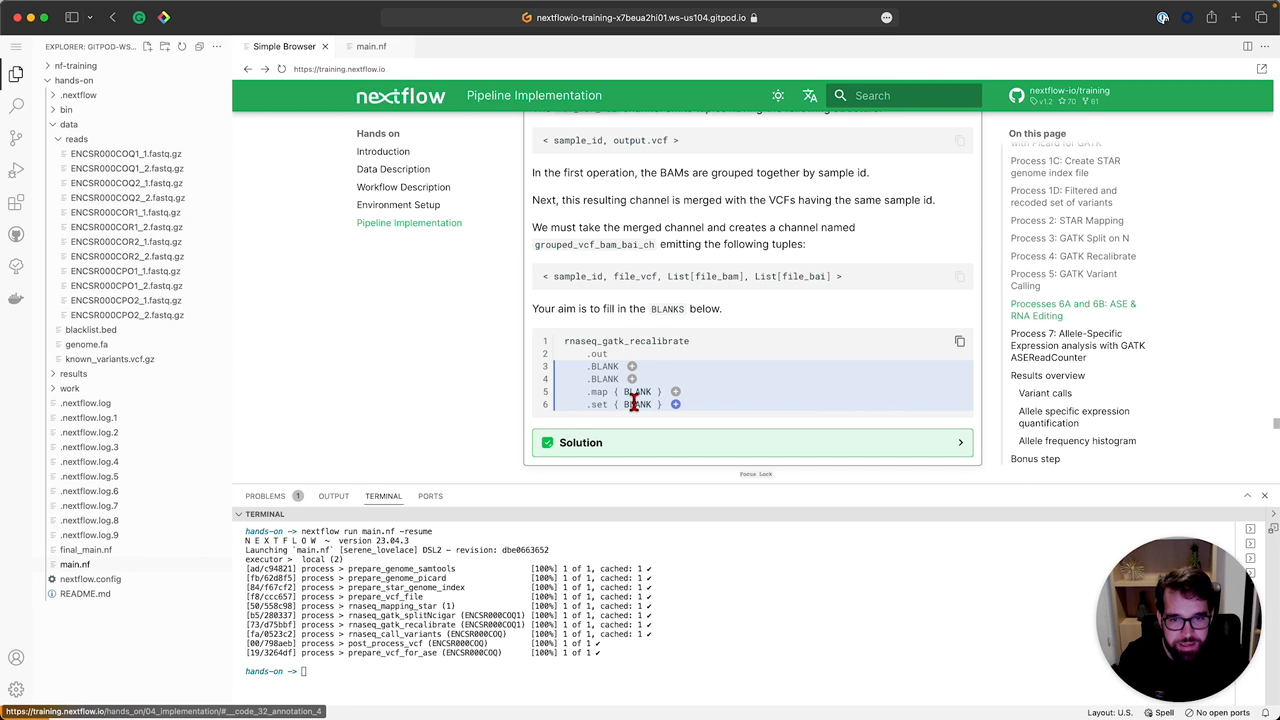 nextflowio-training-x7beua2hi01.ws-us104.gitpod.io
EXPLORER: GITPOD-WS...
nf-training
hands-on
.nextflow
bin
data
reads
ENCSR000COQ1_1.fastq.gz
ENCSR000COQ1_2.fastq.gz
ENCSR000COQ2_1.fastq.gz
ENCSR000COQ2_2.fastq.gz
ENCSR000COR1_1.fastq.gz
ENCSR000COR1_2.fastq.gz
ENCSR000COR2_1.fastq.gz
ENCSR000COR2_2.fastq.gz
ENCSR000CPO1_1.fastq.gz
ENCSR000CPO1_2.fastq.gz
ENCSR000CPO2_1.fastq.gz
ENCSR000CPO2_2.fastq.gz
blacklist.bed
genome.fa
known_variants.vcf.gz
results
work
.nextflow.log
.nextflow.log.1
.nextflow.log.2
.nextflow.log.3
.nextflow.log.4
.nextflow.log.5
.nextflow.log.6
.nextflow.log.7
.nextflow.log.8
.nextflow.log.9
final_main.nf
main.nf
nextflow.config
README.md
Simple Browser
main.nf
https://training.nextflow.io
nextflow
Pipeline Implementation
Search
nextflow-io/training
v1.2 70 61
Hands on
Introduction
Data Description
Workflow Description
Environment Setup
Pipeline Implementation
< sample_id, output.vcf >
In the first operation, the BAMs are grouped together by sample id.
Next, this resulting channel is merged with the VCFs having the same sample id.
We must take the merged channel and creates a channel named
grouped_vcf_bam_bai_ch emitting the following tuples:
< sample_id, file_vcf, List[file_bam], List[file_bai] >
Your aim is to fill in the BLANKS below.
1 rnaseq_gatk_recalibrate
2 .out
3 .BLANK
4 .BLANK
5 .map { BLANK }
6 .set { BLANK }
Solution
On this page
with Picard for GATK
Process 1C: Create STAR
genome index file
Process 1D: Filtered and
recoded set of variants
Process 2: STAR Mapping
Process 3: GATK Split on N
Process 4: GATK Recalibrate
Process 5: GATK Variant
Calling
Processes 6A and 6B: ASE &
RNA Editing
Process 7: Allele-Specific
Expression analysis with GATK
ASEReadCounter
Results overview
Variant calls
Allele specific expression
quantification
Allele frequency histogram
Bonus step
Focus Lock
PROBLEMS 1 OUTPUT TERMINAL PORTS
TERMINAL
hands-on -> nextflow run main.nf -resume
N E X T F L O W ~ version 23.04.3
Launching `main.nf` [serene_lovelace] DSL2 - revision: dbe0663652
executor > local (2)
[ad/c94821] process > prepare_genome_samtools [100%] 1 of 1, cached: 1 ✔
[fb/62d8f5] process > prepare_genome_picard [100%] 1 of 1, cached: 1 ✔
[84/f67cf2] process > prepare_star_genome_index [100%] 1 of 1, cached: 1 ✔
[f8/ccc657] process > prepare_vcf_file [100%] 1 of 1, cached: 1 ✔
[50/558c98] process > rnaseq_mapping_star (1) [100%] 1 of 1, cached: 1 ✔
[b5/280337] process > rnaseq_gatk_splitNcigar (ENCSR000COQ1) [100%] 1 of 1, cached: 1 ✔
[73/d75bbf] process > rnaseq_gatk_recalibrate (ENCSR000COQ1) [100%] 1 of 1, cached: 1 ✔
[fa/0523c2] process > rnaseq_call_variants (ENCSR000COQ) [100%] 1 of 1, cached: 1 ✔
[00/798aeb] process > post_process_vcf (ENCSR000COQ) [100%] 1 of 1 ✔
[19/3264df] process > prepare_vcf_for_ase (ENCSR000COQ) [100%] 1 of 1 ✔
hands-on ->
https://training.nextflow.io/hands_on/04_implementation/#__code_32_annotation_4
Layout: U.S. Spell No open ports